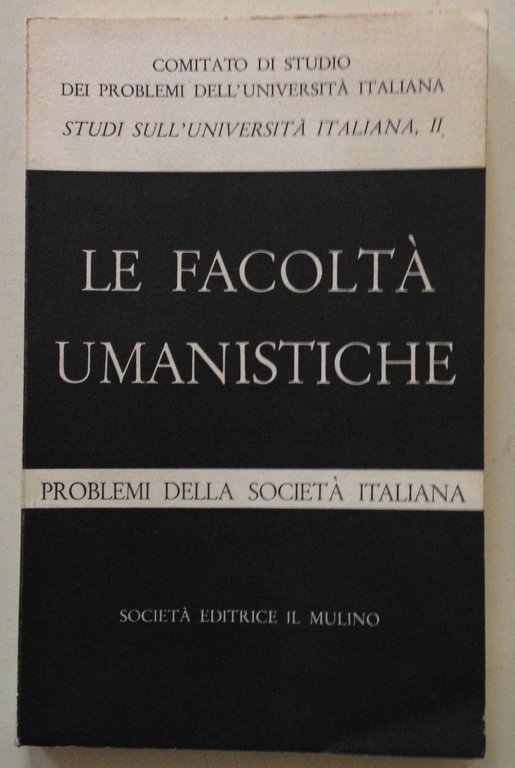 COMITATO DI STUDIO
DEI PROBLEMI DELL'UNIVERSITÀ ITALIANA
STUDI SULL'UNIVERSITÀ ITALIANA, II
LE FACOLTÀ
UMANISTICHE
PROBLEMI DELLA SOCIETÀ ITALIANA
SOCIETÀ EDITRICE IL MULINO